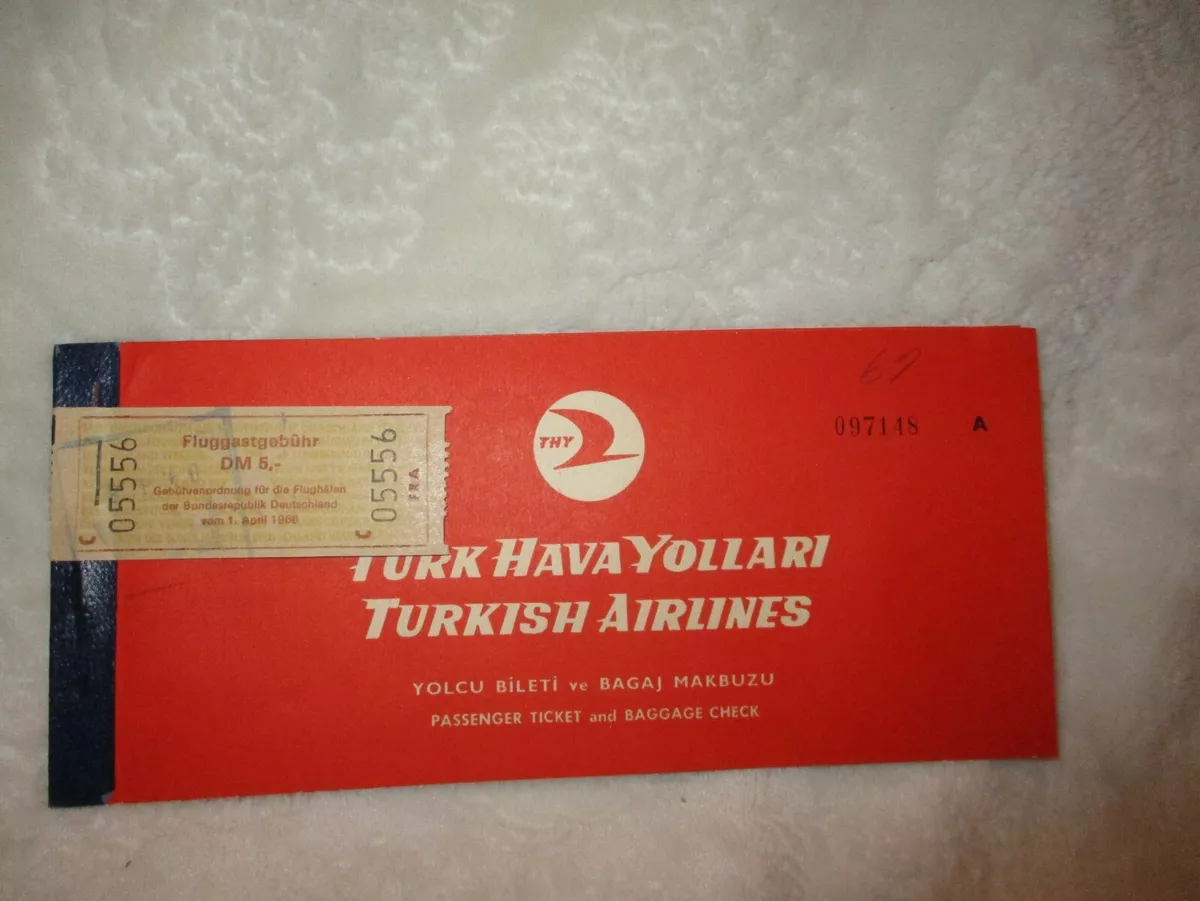 67
097148 A
THY
Fluggastgebühr
DM 5,-
Gebührenordnung für die Flughäfen
der Bundesrepublik Deutschland
vom 1. April 1966
05556
05556
FRA
TÜRK HAVA YOLLARI
TURKISH AIRLINES
YOLCU BİLETİ ve BAGAJ MAKBUZU
PASSENGER TICKET and BAGGAGE CHECK